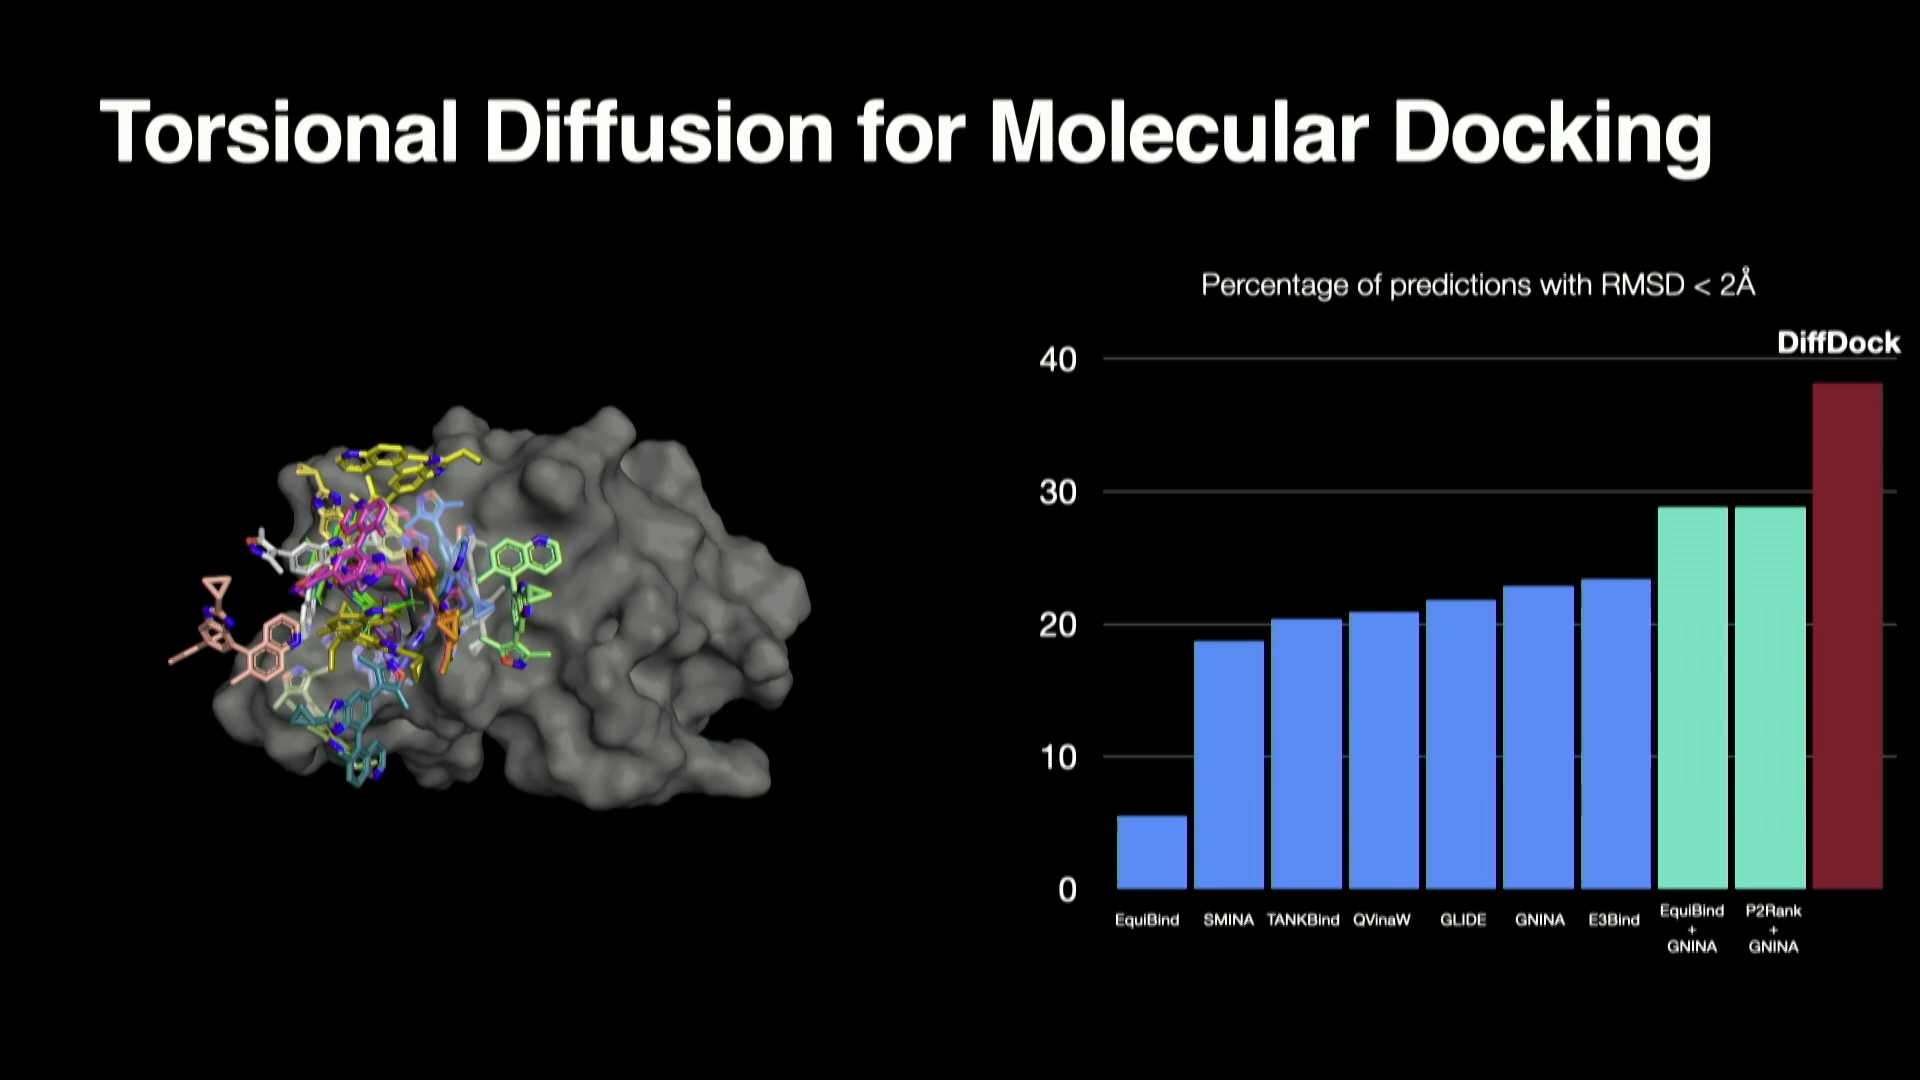 Torsional Diffusion for Molecular Docking
Percentage of predictions with RMSD < 2Å
DiffDock
40
30
20
10
0
EquiBind
SMINA
TANKBind
QVinaW
GLIDE
GNINA
E3Bind
EquiBind
+
GNINA
P2Rank
+
GNINA